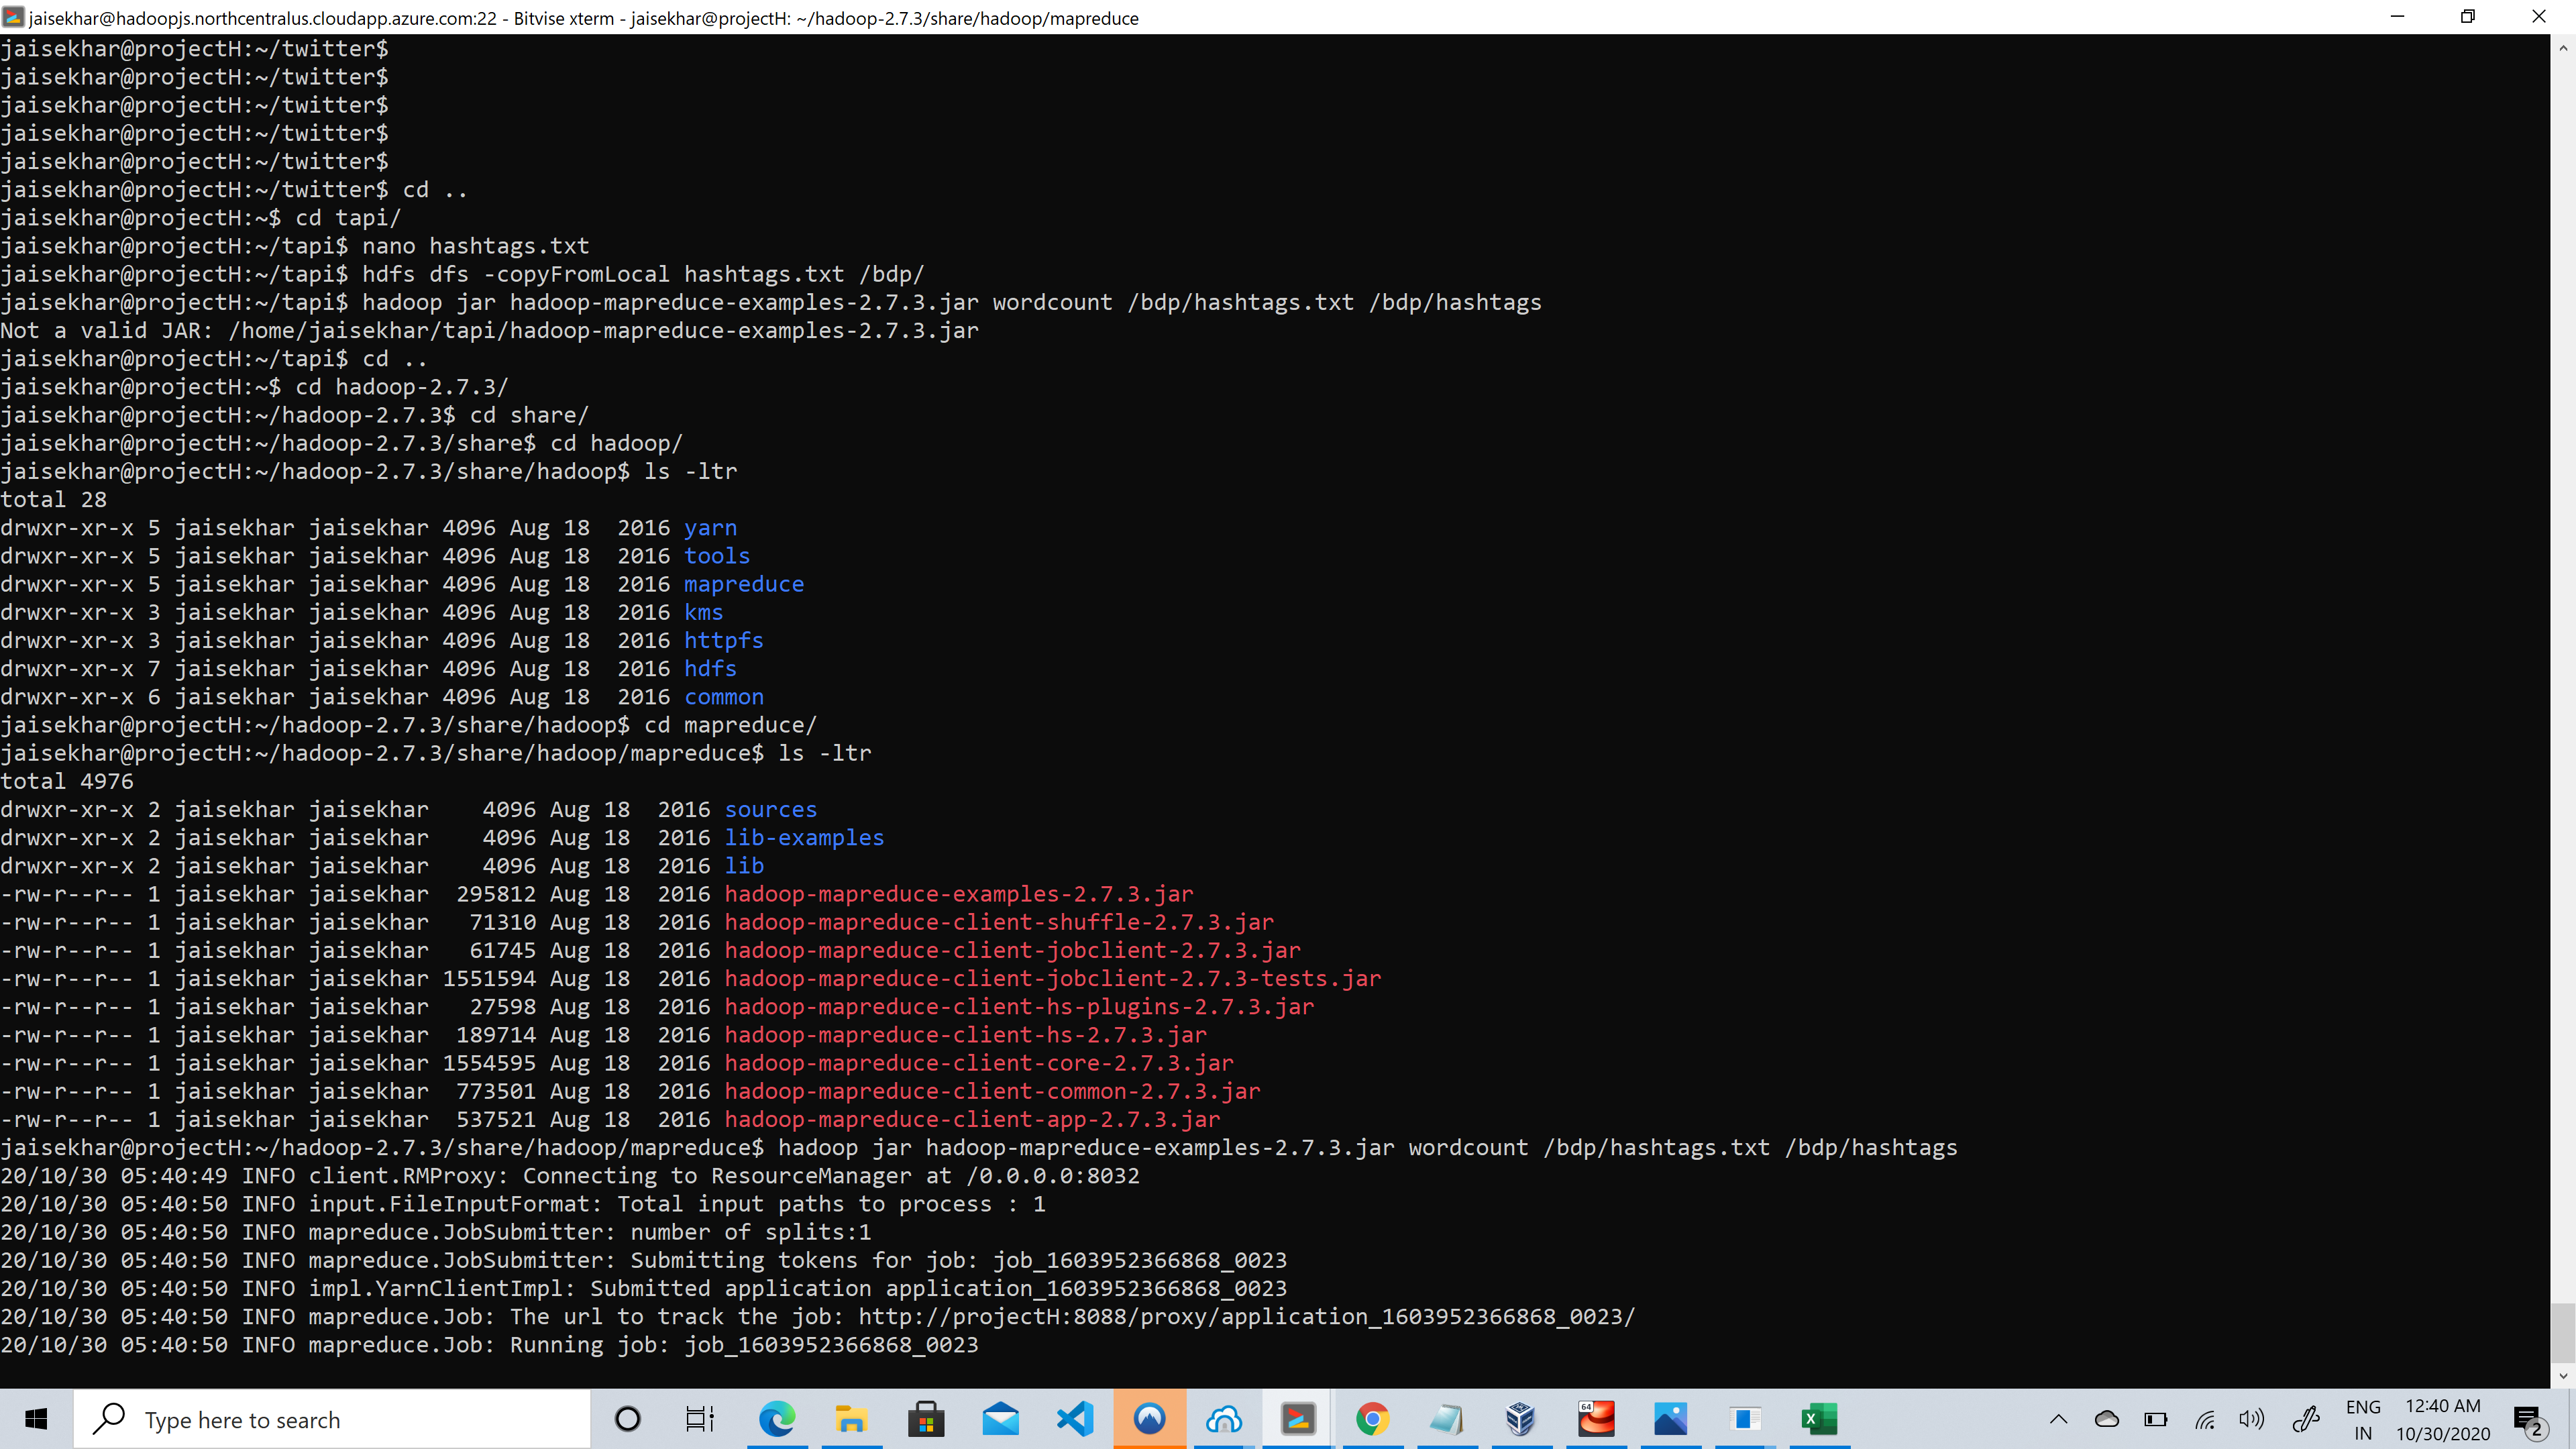 jaisekhar@hadoopjs.northcentralus.cloudapp.azure.com:22 - Bitvise xterm - jaisekhar@projectH: ~/hadoop-2.7.3/share/hadoop/mapreduce
jaisekhar@projectH:~/twitter$
jaisekhar@projectH:~/twitter$
jaisekhar@projectH:~/twitter$
jaisekhar@projectH:~/twitter$
jaisekhar@projectH:~/twitter$
jaisekhar@projectH:~/twitter$ cd ..
jaisekhar@projectH:~$ cd tapi/
jaisekhar@projectH:~/tapi$ nano hashtags.txt
jaisekhar@projectH:~/tapi$ hdfs dfs -copyFromLocal hashtags.txt /bdp/
jaisekhar@projectH:~/tapi$ hadoop jar hadoop-mapreduce-examples-2.7.3.jar wordcount /bdp/hashtags.txt /bdp/hashtags
Not a valid JAR: /home/jaisekhar/tapi/hadoop-mapreduce-examples-2.7.3.jar
jaisekhar@projectH:~/tapi$ cd ..
jaisekhar@projectH:~$ cd hadoop-2.7.3/
jaisekhar@projectH:~/hadoop-2.7.3$ cd share/
jaisekhar@projectH:~/hadoop-2.7.3/share$ cd hadoop/
jaisekhar@projectH:~/hadoop-2.7.3/share/hadoop$ ls -ltr
total 28
drwxr-xr-x 5 jaisekhar jaisekhar 4096 Aug 18  2016 yarn
drwxr-xr-x 5 jaisekhar jaisekhar 4096 Aug 18  2016 tools
drwxr-xr-x 5 jaisekhar jaisekhar 4096 Aug 18  2016 mapreduce
drwxr-xr-x 3 jaisekhar jaisekhar 4096 Aug 18  2016 kms
drwxr-xr-x 3 jaisekhar jaisekhar 4096 Aug 18  2016 httpfs
drwxr-xr-x 7 jaisekhar jaisekhar 4096 Aug 18  2016 hdfs
drwxr-xr-x 6 jaisekhar jaisekhar 4096 Aug 18  2016 common
jaisekhar@projectH:~/hadoop-2.7.3/share/hadoop$ cd mapreduce/
jaisekhar@projectH:~/hadoop-2.7.3/share/hadoop/mapreduce$ ls -ltr
total 4976
drwxr-xr-x 2 jaisekhar jaisekhar    4096 Aug 18  2016 sources
drwxr-xr-x 2 jaisekhar jaisekhar    4096 Aug 18  2016 lib-examples
drwxr-xr-x 2 jaisekhar jaisekhar    4096 Aug 18  2016 lib
-rw-r--r-- 1 jaisekhar jaisekhar  295812 Aug 18  2016 hadoop-mapreduce-examples-2.7.3.jar
-rw-r--r-- 1 jaisekhar jaisekhar   71310 Aug 18  2016 hadoop-mapreduce-client-shuffle-2.7.3.jar
-rw-r--r-- 1 jaisekhar jaisekhar   61745 Aug 18  2016 hadoop-mapreduce-client-jobclient-2.7.3.jar
-rw-r--r-- 1 jaisekhar jaisekhar 1551594 Aug 18  2016 hadoop-mapreduce-client-jobclient-2.7.3-tests.jar
-rw-r--r-- 1 jaisekhar jaisekhar   27598 Aug 18  2016 hadoop-mapreduce-client-hs-plugins-2.7.3.jar
-rw-r--r-- 1 jaisekhar jaisekhar  189714 Aug 18  2016 hadoop-mapreduce-client-hs-2.7.3.jar
-rw-r--r-- 1 jaisekhar jaisekhar 1554595 Aug 18  2016 hadoop-mapreduce-client-core-2.7.3.jar
-rw-r--r-- 1 jaisekhar jaisekhar  773501 Aug 18  2016 hadoop-mapreduce-client-common-2.7.3.jar
-rw-r--r-- 1 jaisekhar jaisekhar  537521 Aug 18  2016 hadoop-mapreduce-client-app-2.7.3.jar
jaisekhar@projectH:~/hadoop-2.7.3/share/hadoop/mapreduce$ hadoop jar hadoop-mapreduce-examples-2.7.3.jar wordcount /bdp/hashtags.txt /bdp/hashtags
20/10/30 05:40:49 INFO client.RMProxy: Connecting to ResourceManager at /0.0.0.0:8032
20/10/30 05:40:50 INFO input.FileInputFormat: Total input paths to process : 1
20/10/30 05:40:50 INFO mapreduce.JobSubmitter: number of splits:1
20/10/30 05:40:50 INFO mapreduce.JobSubmitter: Submitting tokens for job: job_1603952366868_0023
20/10/30 05:40:50 INFO impl.YarnClientImpl: Submitted application application_1603952366868_0023
20/10/30 05:40:50 INFO mapreduce.Job: The url to track the job: http://projectH:8088/proxy/application_1603952366868_0023/
20/10/30 05:40:50 INFO mapreduce.Job: Running job: job_1603952366868_0023
Type here to search
64
ENG
IN
12:40 AM
10/30/2020
2